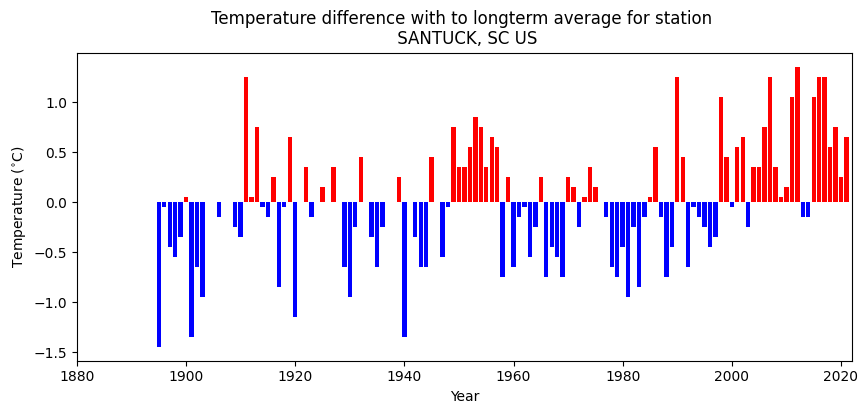 Temperature difference with to longterm average for station
SANTUCK, SC US
Temperature (°C)
1.0
0.5
0.0
−0.5
−1.0
−1.5
1880 1900 1920 1940 1960 1980 2000 2020
Year